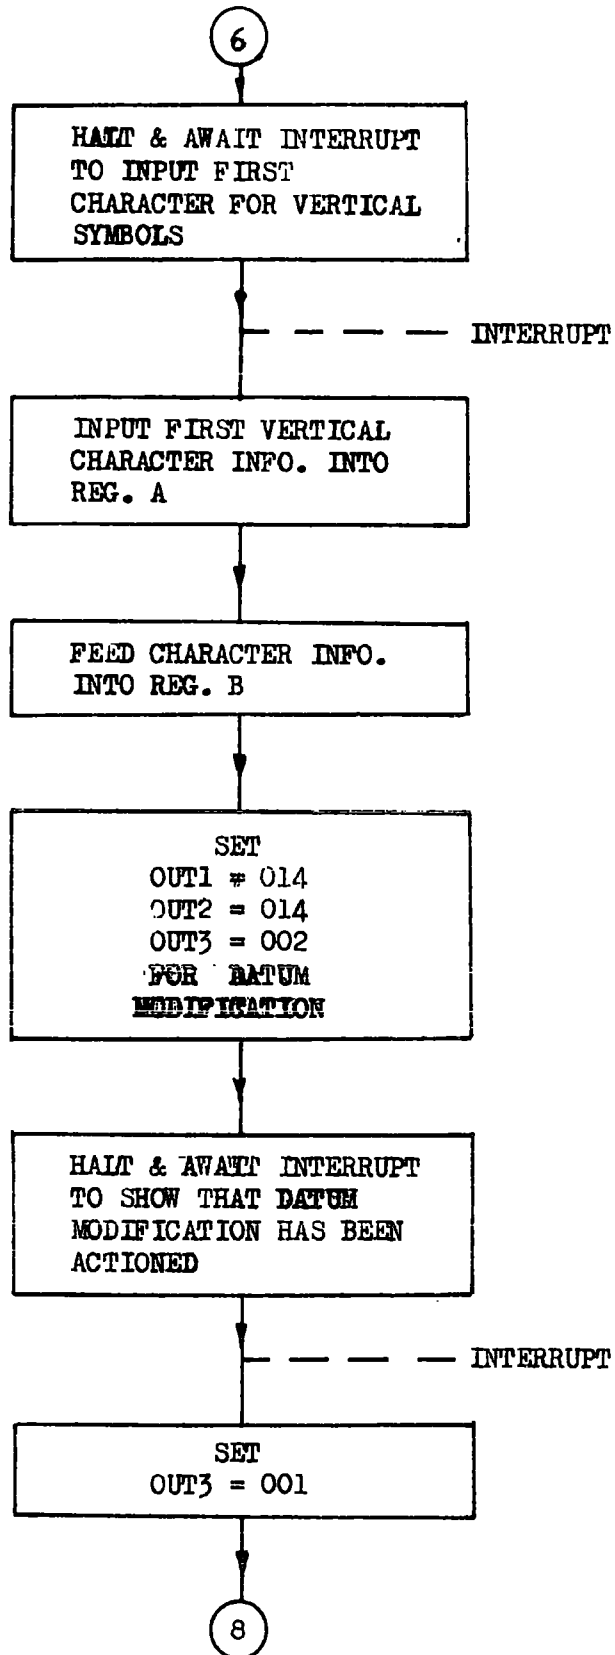 6
HALT & AWAIT INTERRUPT
TO INPUT FIRST
CHARACTER FOR VERTICAL
SYMBOLS
INTERRUPT
INPUT FIRST VERTICAL
CHARACTER INFO. INTO
REG. A
FEED CHARACTER INFO.
INTO REG. B
SET
OUT1 = 014
OUT2 = 014
OUT3 = 002
FOR DATUM
MODIFICATION
HALT & AWAIT INTERRUPT
TO SHOW THAT DATUM
MODIFICATION HAS BEEN
ACTIONED
INTERRUPT
SET
OUT3 = 001
8